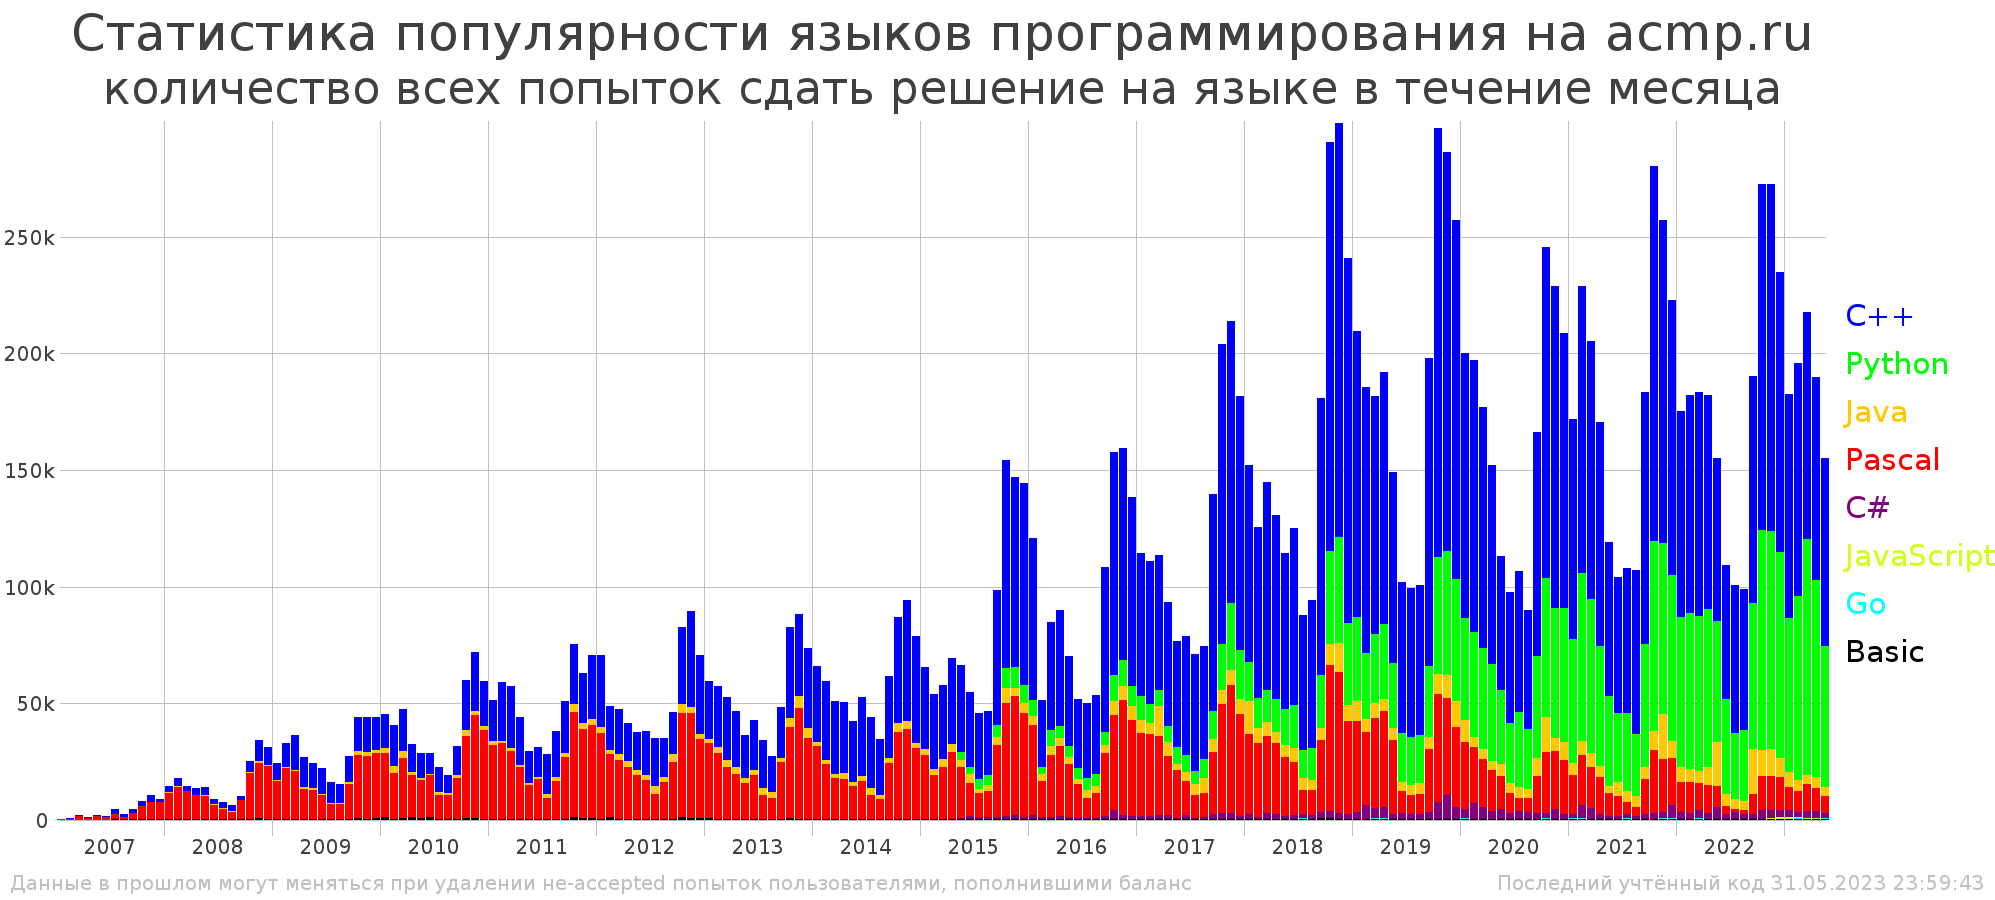 Статистика популярности языков программирования на acmp.ru
количество всех попыток сдать решение на языке в течение месяца
250k
200k
150k
100k
50k
0
C++
Python
Java
Pascal
C#
JavaScript
Go
Basic
2007 2008 2009 2010 2011 2012 2013 2014 2015 2016 2017 2018 2019 2020 2021 2022
Данные в прошлом могут меняться при удалении не-accepted попыток пользователями, пополнившими баланс
Последний учтённый код 31.05.2023 23:59:43